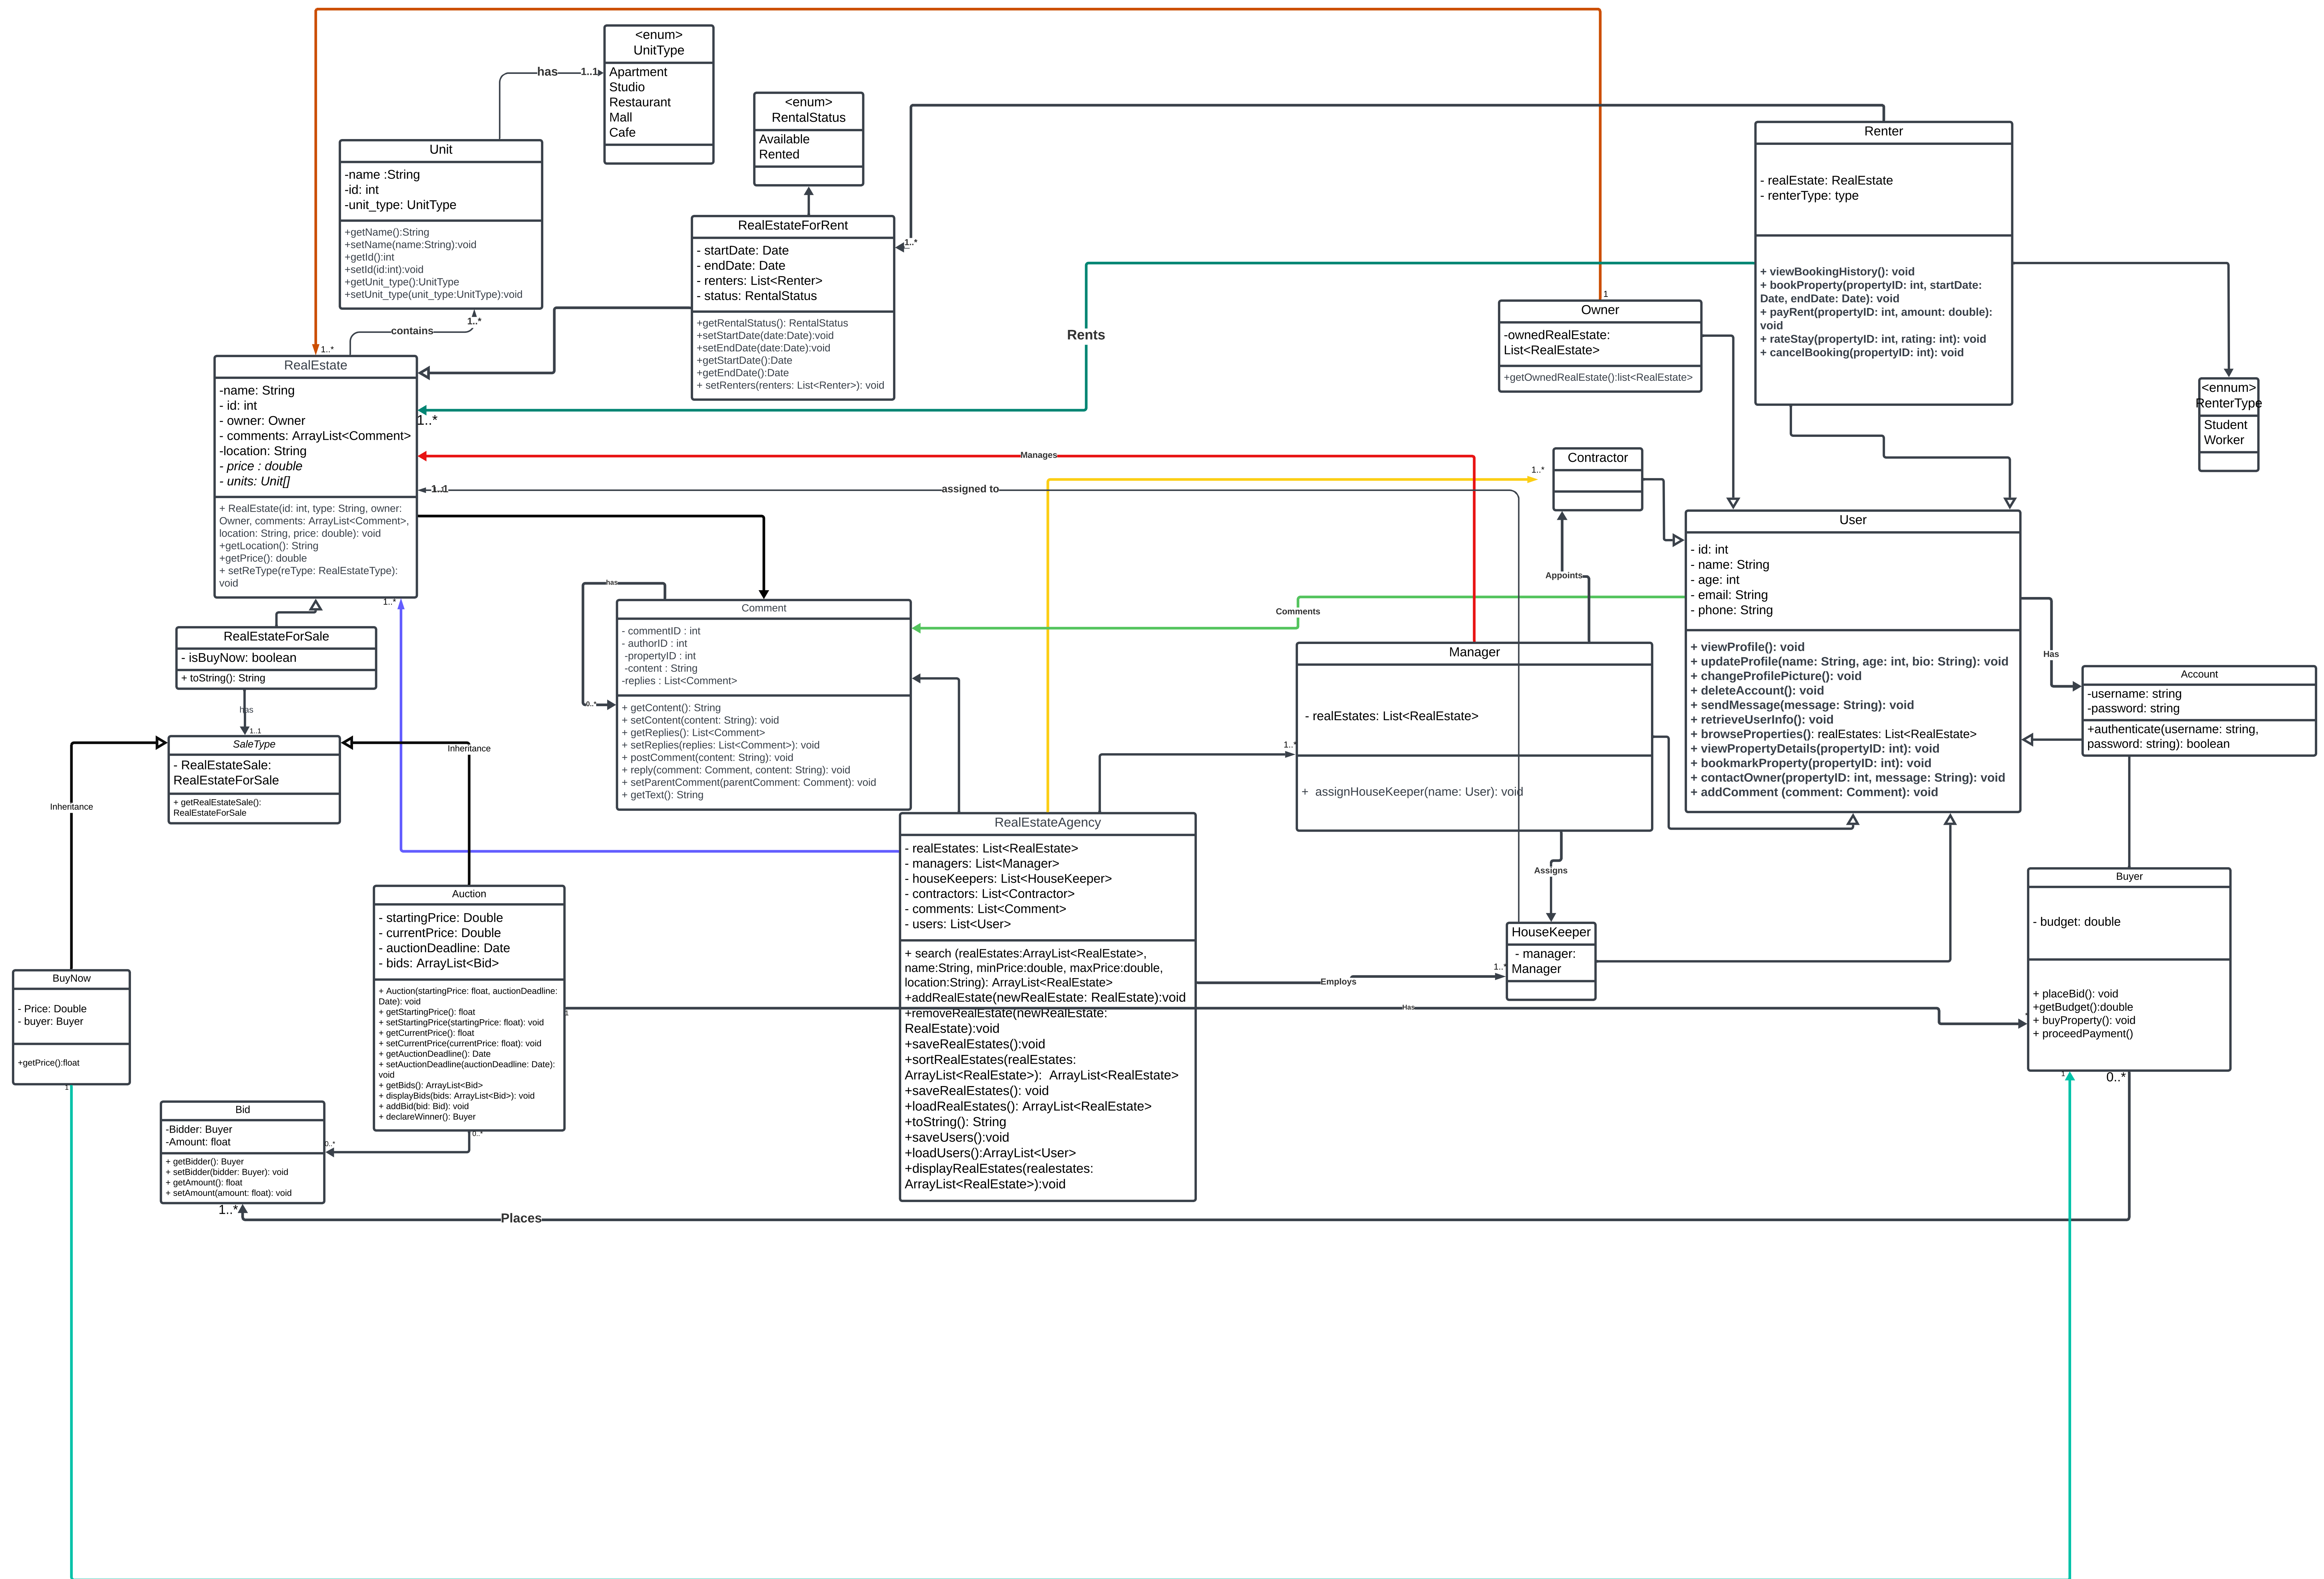 <enum>
UnitType
Apartment
Studio
Restaurant
Mall
Cafe
has
1..1
<enum>
RentalStatus
Available
Rented
Unit
-name :String
-id: int
-unit_type: UnitType
+getName():String
+setName(name:String):void
+getId():int
+setId(id:int):void
+getUnit_type():UnitType
+setUnit_type(unit_type:UnitType):void
1..*
contains
RealEstateForRent
- startDate: Date
- endDate: Date
- renters: List<Renter>
- status: RentalStatus
+getRentalStatus(): RentalStatus
+setStartDate(date:Date):void
+setEndDate(date:Date):void
+getStartDate():Date
+getEndDate():Date
+ setRenters(renters: List<Renter>): void
1..*
Renter
- realEstate: RealEstate
- renterType: type
+ viewBookingHistory(): void
+ bookProperty(propertyID: int, startDate:
Date, endDate: Date): void
+ payRent(propertyID: int, amount: double):
void
+ rateStay(propertyID: int, rating: int): void
+ cancelBooking(propertyID: int): void
Rents
1
Owner
-ownedRealEstate:
List<RealEstate>
+getOwnedRealEstate():list<RealEstate>
<ennum>
RenterType
Student
Worker
1..*
RealEstate
-name: String
- id: int
- owner: Owner
- comments: ArrayList<Comment>
-location: String
- price : double
- units: Unit[]
+ RealEstate(id: int, type: String, owner:
Owner, comments: ArrayList<Comment>,
location: String, price: double): void
+getLocation(): String
+getPrice(): double
+ setReType(reType: RealEstateType):
void
1..*
Manages
1..1
assigned to
1..*
Contractor
Appoints
Comments
User
- id: int
- name: String
- age: int
- email: String
- phone: String
+ viewProfile(): void
+ updateProfile(name: String, age: int, bio: String): void
+ changeProfilePicture(): void
+ deleteAccount(): void
+ sendMessage(message: String): void
+ retrieveUserInfo(): void
+ browseProperties(): realEstates: List<RealEstate>
+ viewPropertyDetails(propertyID: int): void
+ bookmarkProperty(propertyID: int): void
+ contactOwner(propertyID: int, message: String): void
+ addComment (comment: Comment): void
Has
Account
-username: string
-password: string
+authenticate(username: string,
password: string): boolean
1..*
RealEstateForSale
- isBuyNow: boolean
+ toString(): String
has
1..1
SaleType
- RealEstateSale:
RealEstateForSale
+ getRealEstateSale():
RealEstateForSale
Inheritance
Inheritance
has
0..*
Comment
- commentID : int
- authorID : int
-propertyID : int
-content : String
-replies : List<Comment>
+ getContent(): String
+ setContent(content: String): void
+ getReplies(): List<Comment>
+ setReplies(replies: List<Comment>): void
+ postComment(content: String): void
+ reply(comment: Comment, content: String): void
+ setParentComment(parentComment: Comment): void
+ getText(): String
1..*
Manager
- realEstates: List<RealEstate>
+  assignHouseKeeper(name: User): void
Assigns
RealEstateAgency
- realEstates: List<RealEstate>
- managers: List<Manager>
- houseKeepers: List<HouseKeeper>
- contractors: List<Contractor>
- comments: List<Comment>
- users: List<User>
+ search (realEstates:ArrayList<RealEstate>,
name:String, minPrice:double, maxPrice:double,
location:String): ArrayList<RealEstate>
+addRealEstate(newRealEstate: RealEstate):void
+removeRealEstate(newRealEstate:
RealEstate):void
+saveRealEstates():void
+sortRealEstates(realEstates:
ArrayList<RealEstate>):  ArrayList<RealEstate>
+saveRealEstates(): void
+loadRealEstates(): ArrayList<RealEstate>
+toString(): String
+saveUsers():void
+loadUsers():ArrayList<User>
+displayRealEstates(realestates:
ArrayList<RealEstate>):void
Employs
1..*
HouseKeeper
- manager:
Manager
Buyer
- budget: double
+ placeBid(): void
+getBudget():double
+ buyProperty(): void
+ proceedPayment()
Has
1
1
0..*
Auction
- startingPrice: Double
- currentPrice: Double
- auctionDeadline: Date
- bids: ArrayList<Bid>
+ Auction(startingPrice: float, auctionDeadline:
Date): void
+ getStartingPrice(): float
+ setStartingPrice(startingPrice: float): void
+ getCurrentPrice(): float
+ setCurrentPrice(currentPrice: float): void
+ getAuctionDeadline(): Date
+ setAuctionDeadline(auctionDeadline: Date):
void
+ getBids(): ArrayList<Bid>
+ displayBids(bids: ArrayList<Bid>): void
+ addBid(bid: Bid): void
+ declareWinner(): Buyer
0..*
BuyNow
- Price: Double
- buyer: Buyer
+getPrice():float
1
Bid
-Bidder: Buyer
-Amount: float
+ getBidder(): Buyer
+ setBidder(bidder: Buyer): void
+ getAmount(): float
+ setAmount(amount: float): void
0..*
1..*
Places